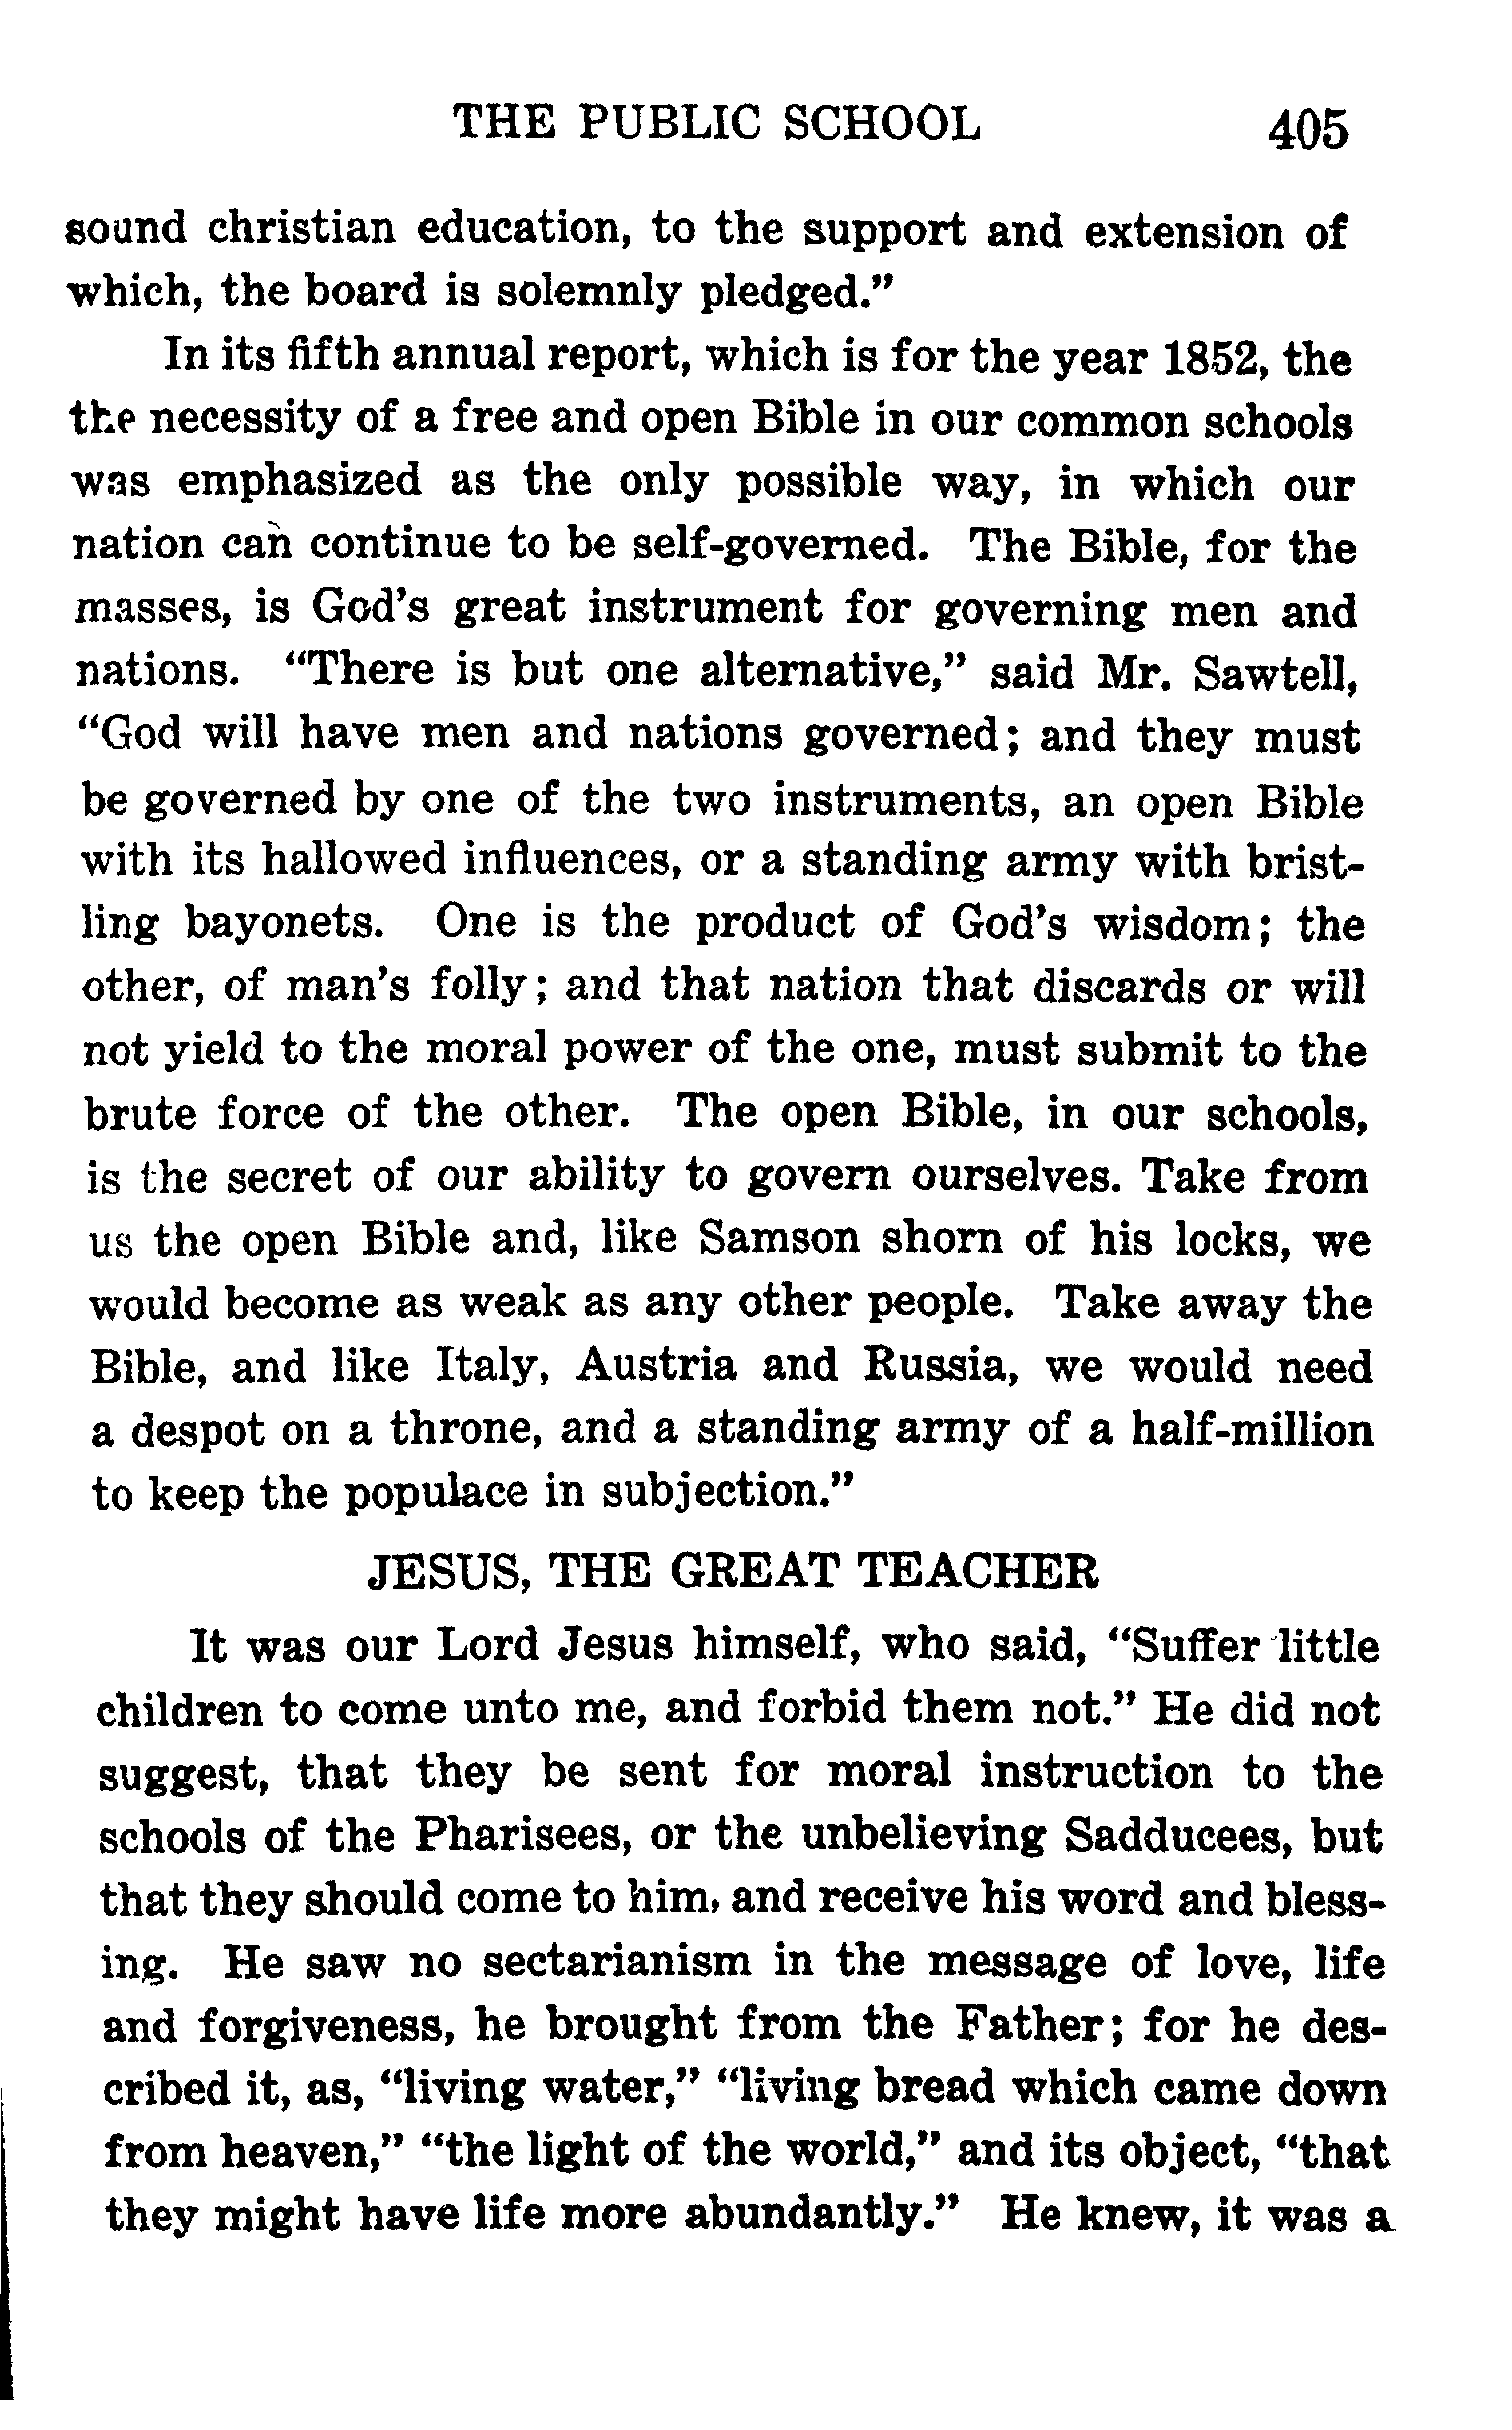 THE PUBLIC SCHOOL 405
sound christian education, to the support and extension of
which, the board is solemnly pledged."
In its fifth annual report, which is for the year 1852, the
the necessity of a free and open Bible in our common schools
was emphasized as the only possible way, in which our
nation can continue to be self-governed. The Bible, for the
masses, is God's great instrument for governing men and
nations. "There is but one alternative," said Mr. Sawtell,
"God will have men and nations governed; and they must
be governed by one of the two instruments, an open Bible
with its hallowed influences, or a standing army with brist-
ling bayonets. One is the product of God's wisdom; the
other, of man's folly; and that nation that discards or will
not yield to the moral power of the one, must submit to the
brute force of the other. The open Bible, in our schools,
is the secret of our ability to govern ourselves. Take from
us the open Bible and, like Samson shorn of his locks, we
would become as weak as any other people. Take away the
Bible, and like Italy, Austria and Russia, we would need
a despot on a throne, and a standing army of a half-million
to keep the populace in subjection."
JESUS, THE GREAT TEACHER
It was our Lord Jesus himself, who said, "Suffer little
children to come unto me, and forbid them not." He did not
suggest, that they be sent for moral instruction to the
schools of the Pharisees, or the unbelieving Sadducees, but
that they should come to him, and receive his word and bless-
ing. He saw no sectarianism in the message of love, life
and forgiveness, he brought from the Father; for he des-
cribed it, as, "living water," "living bread which came down
from heaven," "the light of the world," and its object, "that
they might have life more abundantly." He knew, it was a